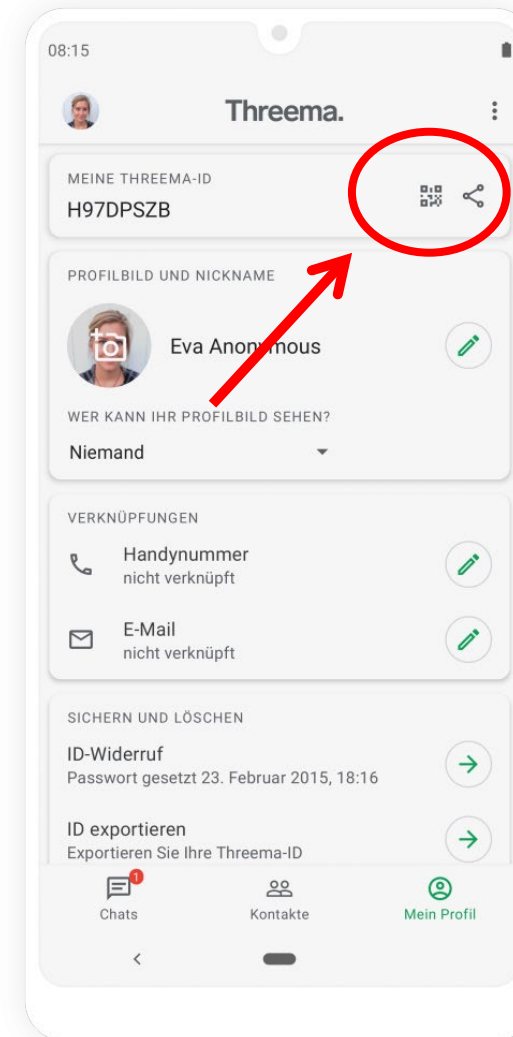 08:15
Threema.
MEINE THREEMA-ID
H97DPSZB
PROFILBILD UND NICKNAME
Eva Anonymous
WER KANN IHR PROFILBILD SEHEN?
Niemand
VERKNÜPFUNGEN
Handynummer
nicht verknüpft
E-Mail
nicht verknüpft
SICHERN UND LÖSCHEN
ID-Widerruf
Passwort gesetzt 23. Februar 2015, 18:16
ID exportieren
Exportieren Sie Ihre Threema-ID
1
Chats
Kontakte
Mein Profil